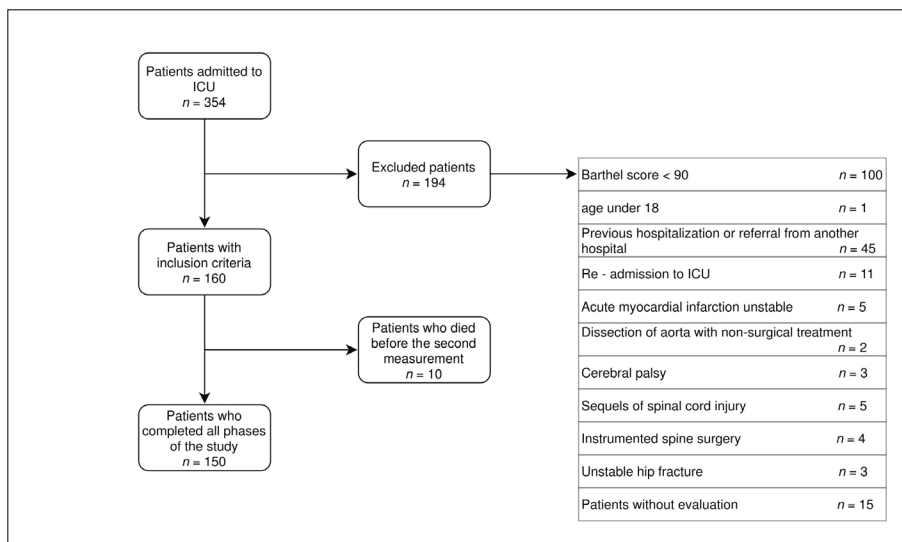 Patients admitted to
ICU
n = 354
Excluded patients
n = 194
Patients with
inclusion criteria
n = 160
Patients who died
before the second
measurement
n = 10
Patients who
completed all phases
of the study
n = 150
Barthel score < 90 n = 100
age under 18 n = 1
Previous hospitalization or referral from another
hospital n = 45
Re - admission to ICU n = 11
Acute myocardial infarction unstable n = 5
Dissection of aorta with non-surgical treatment
n = 2
Cerebral palsy n = 3
Sequels of spinal cord injury n = 5
Instrumented spine surgery n = 4
Unstable hip fracture n = 3
Patients without evaluation n = 15